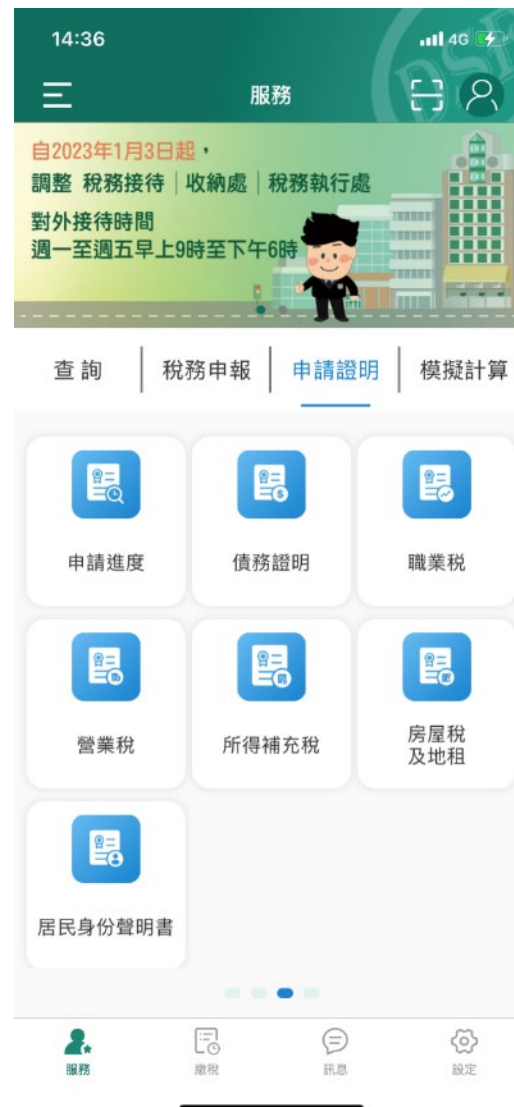 14:36
4G
服務
DSF
自2023年1月3日起，
調整 稅務接待｜收納處｜稅務執行處
對外接待時間
週一至週五早上9時至下午6時
查詢
稅務申報
申請證明
模擬計算
申請進度
債務證明
職業稅
營業稅
所得補充稅
房屋稅
及地租
居民身份聲明書
服務
繳稅
訊息
設定